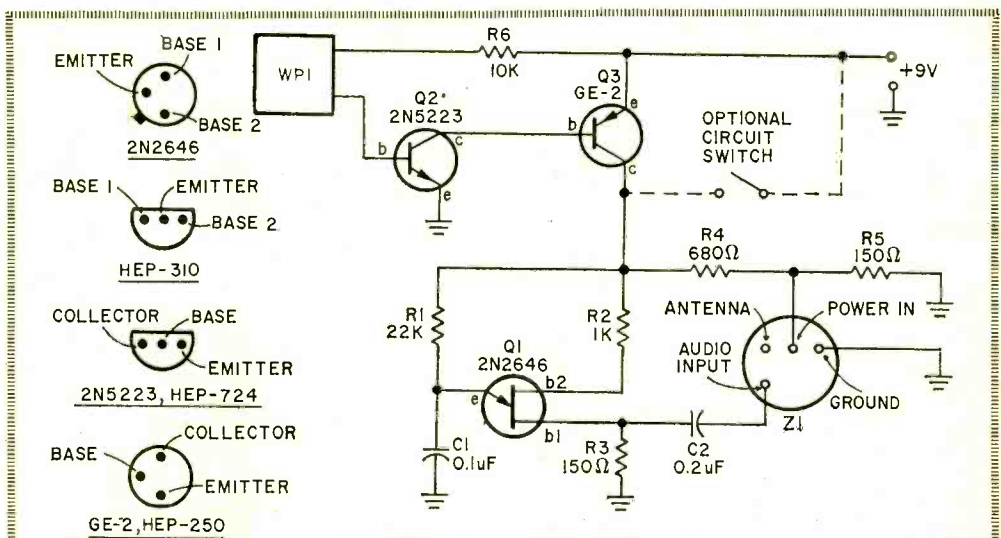 BASE 1
EMITTER
BASE 2
2N2646
BASE 1
EMITTER
BASE 2
HEP-310
COLLECTOR
BASE
EMITTER
2N5223, HEP-724
COLLECTOR
BASE
EMITTER
GE-2, HEP-250
WP1
R6
10K
Q2
2N5223
b
c
e
Q3
GE-2
b
e
c
+9V
OPTIONAL
CIRCUIT
SWITCH
R4
680Ω
R5
150Ω
R1
22K
R2
1K
Q1
2N2646
e
b2
b1
C1
0.1uF
R3
150Ω
C2
0.2uF
ANTENNA
POWER IN
AUDIO
INPUT
GROUND
Z1